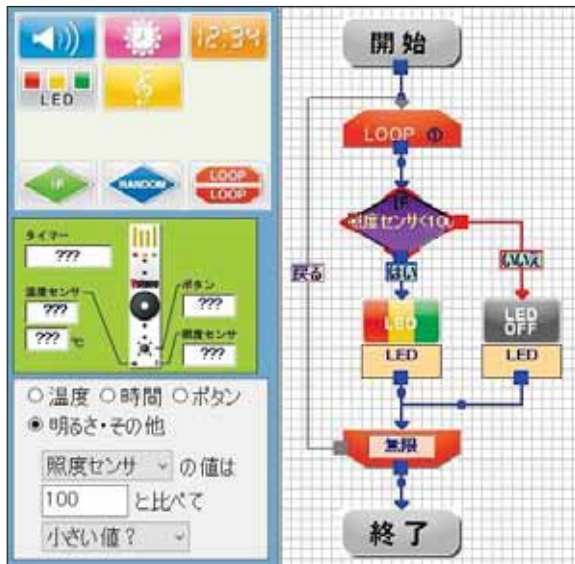 12:34
LED
IF
RANDOM
LOOP
LOOP
タイマー
???
温度センサ
???
???
℃
ボタン
???
照度センサ
???
温度 時間 ボタン
明るさ・その他
照度センサ の値は
100 と比べて
小さい値?
開始
LOOP ①
IF
照度センサ<100
戻る
はい
いいえ
LED
LED
OFF
LED
LED
無限
終了